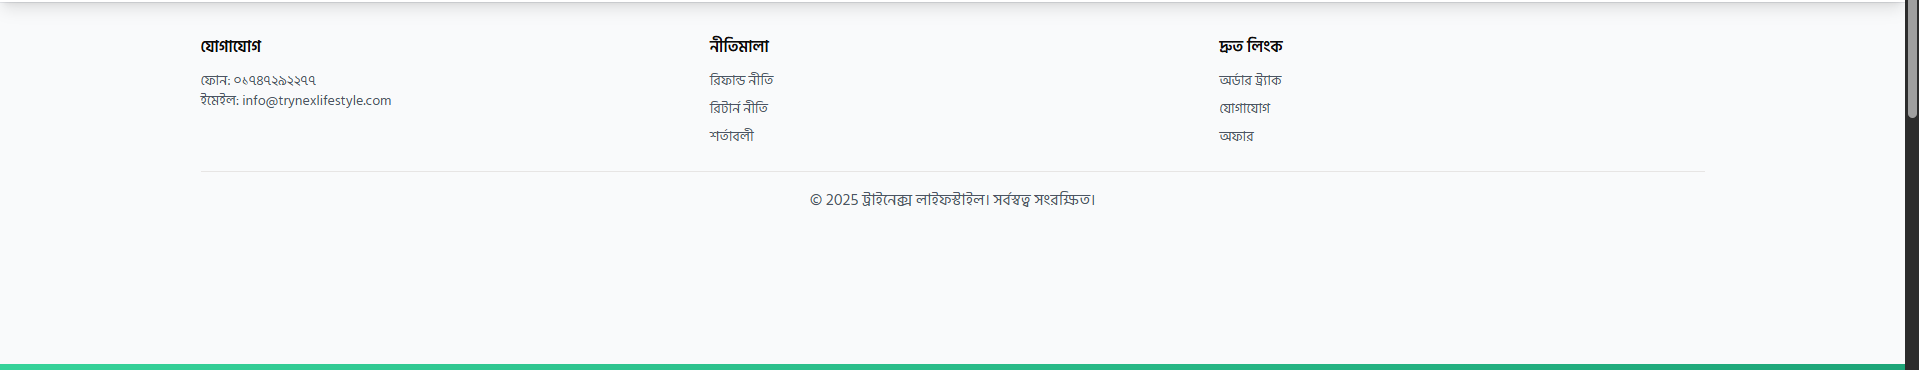 যোগাযোগ
ফোন: ০১৭৪৭২৯২২৭৭
ইমেইল: info@trynexlifestyle.com
নীতিমালা
রিফান্ড নীতি
রিটার্ন নীতি
শর্তাবলী
দ্রুত লিংক
অর্ডার ট্র্যাক
যোগাযোগ
অফার
© 2025 ট্রাইনেক্স লাইফস্টাইল। সর্বস্বত্ব সংরক্ষিত।